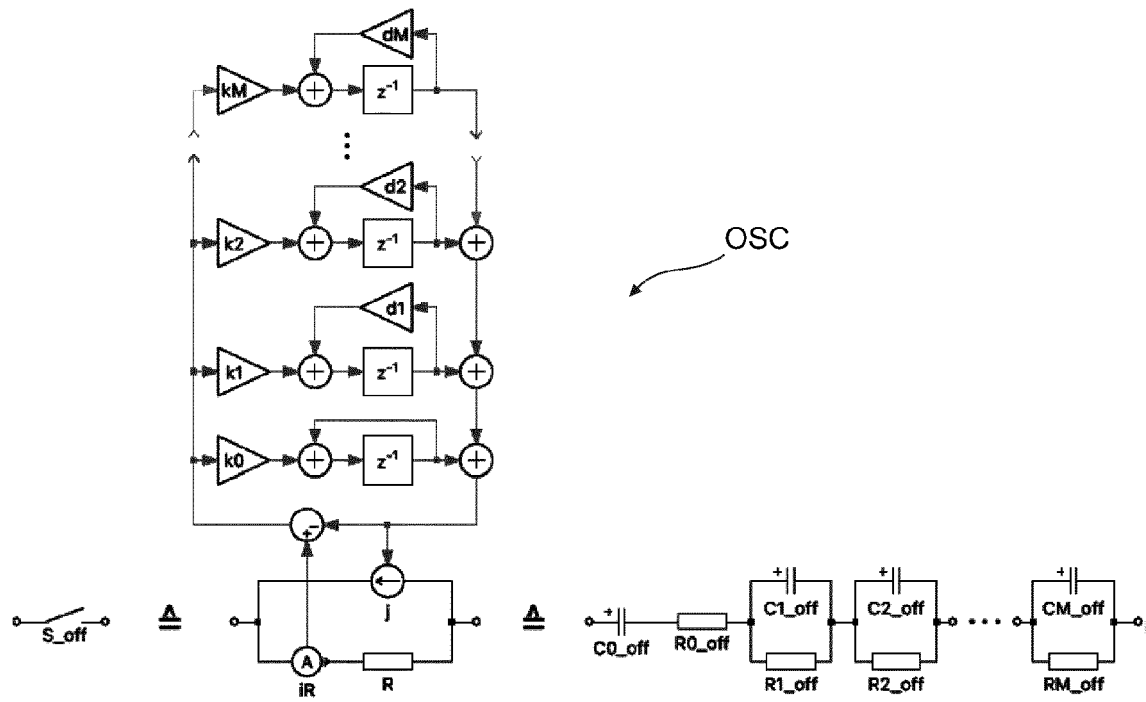 dM
kM + z-1
d2
k2 + z-1 +
OSC
d1
k1 + z-1 +
k0 + z-1 +
+ -
j
S_off ≙ A iR R ≙ + C0_off R0_off + C1_off R1_off + C2_off R2_off + CM_off RM_off